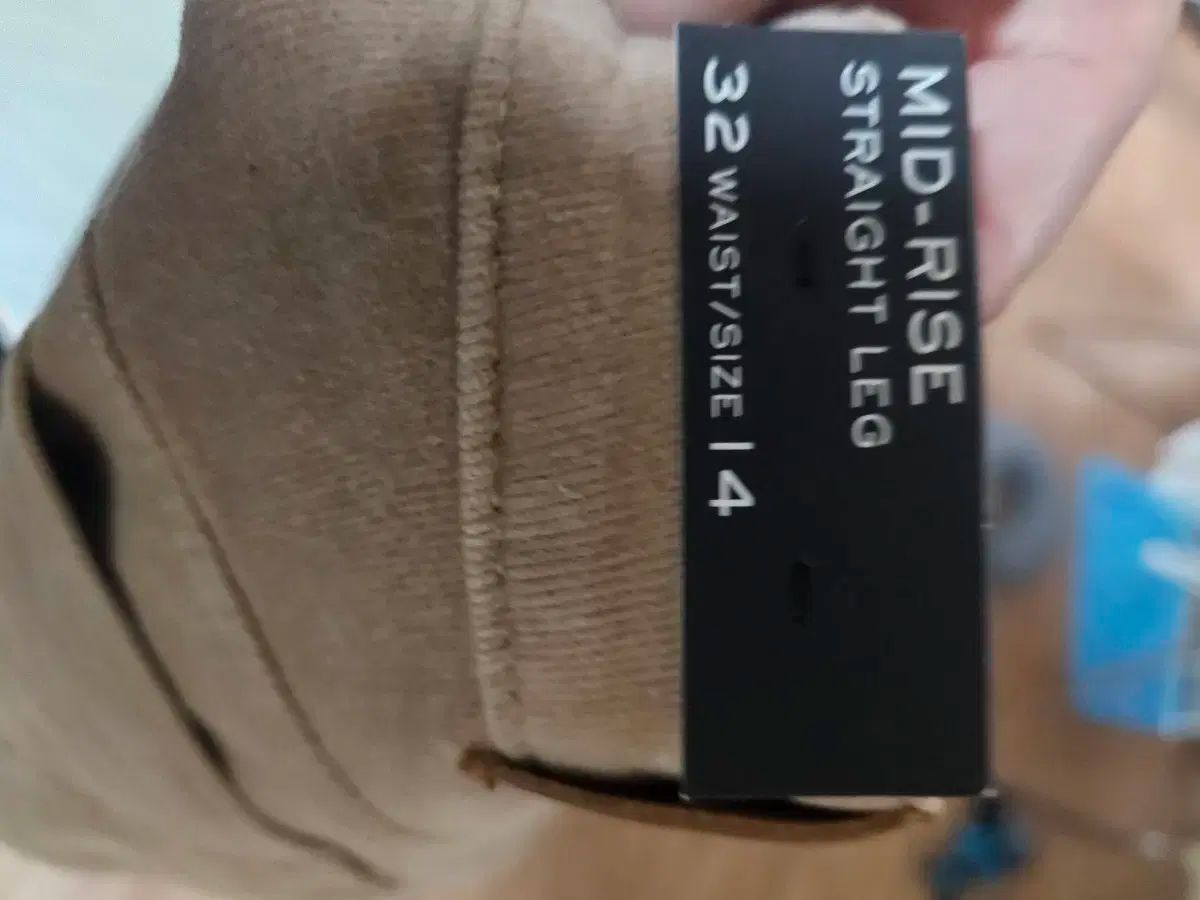 MID-RISE
STRAIGHT LEG
32 WAIST/SIZE 14